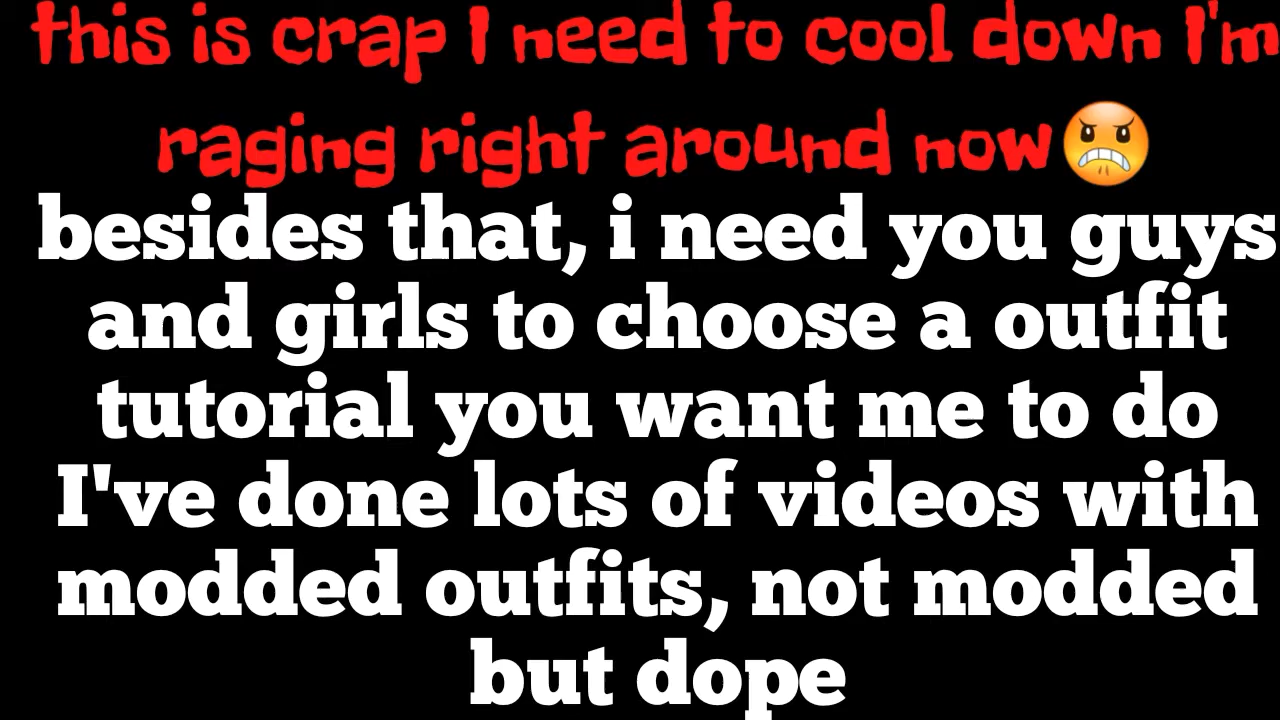 this is crap I need to cool down I'm
raging right around now😠
besides that, i need you guys
and girls to choose a outfit
tutorial you want me to do
I've done lots of videos with
modded outfits, not modded
but dope